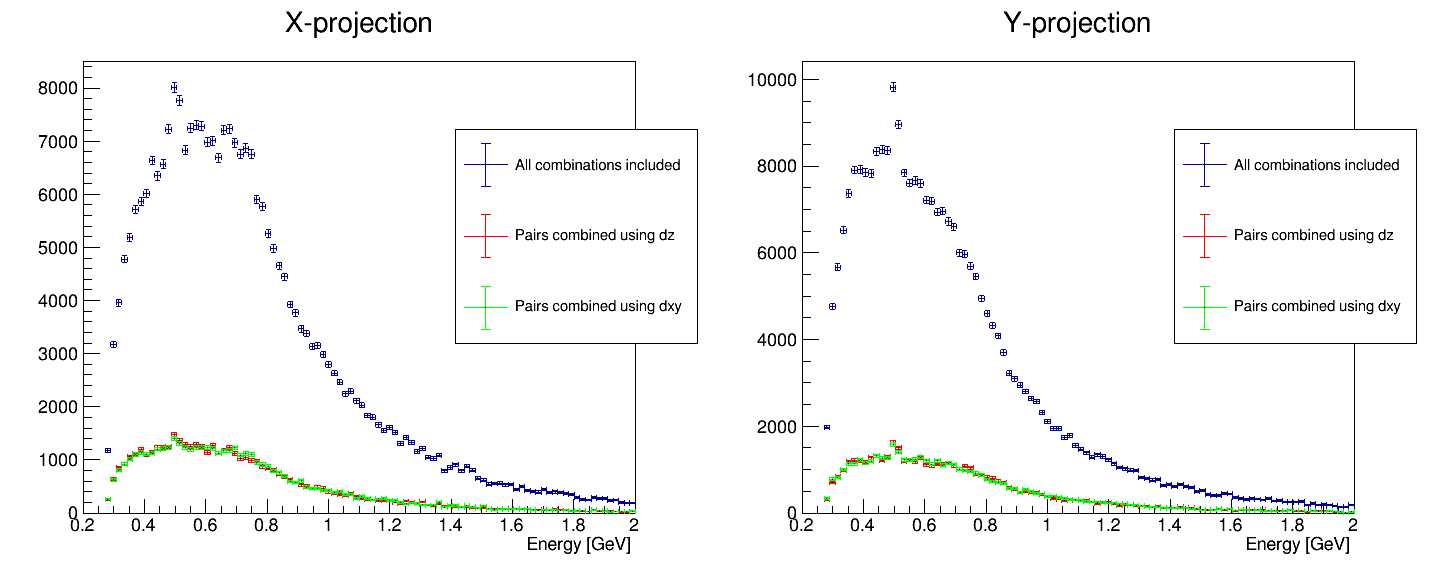 X-projection
8000
7000
6000
5000
4000
3000
2000
1000
0
0.2 0.4 0.6 0.8 1 1.2 1.4 1.6 1.8 2
Energy [GeV]
All combinations included
Pairs combined using dz
Pairs combined using dxy
Y-projection
10000
8000
6000
4000
2000
0
0.2 0.4 0.6 0.8 1 1.2 1.4 1.6 1.8 2
Energy [GeV]
All combinations included
Pairs combined using dz
Pairs combined using dxy